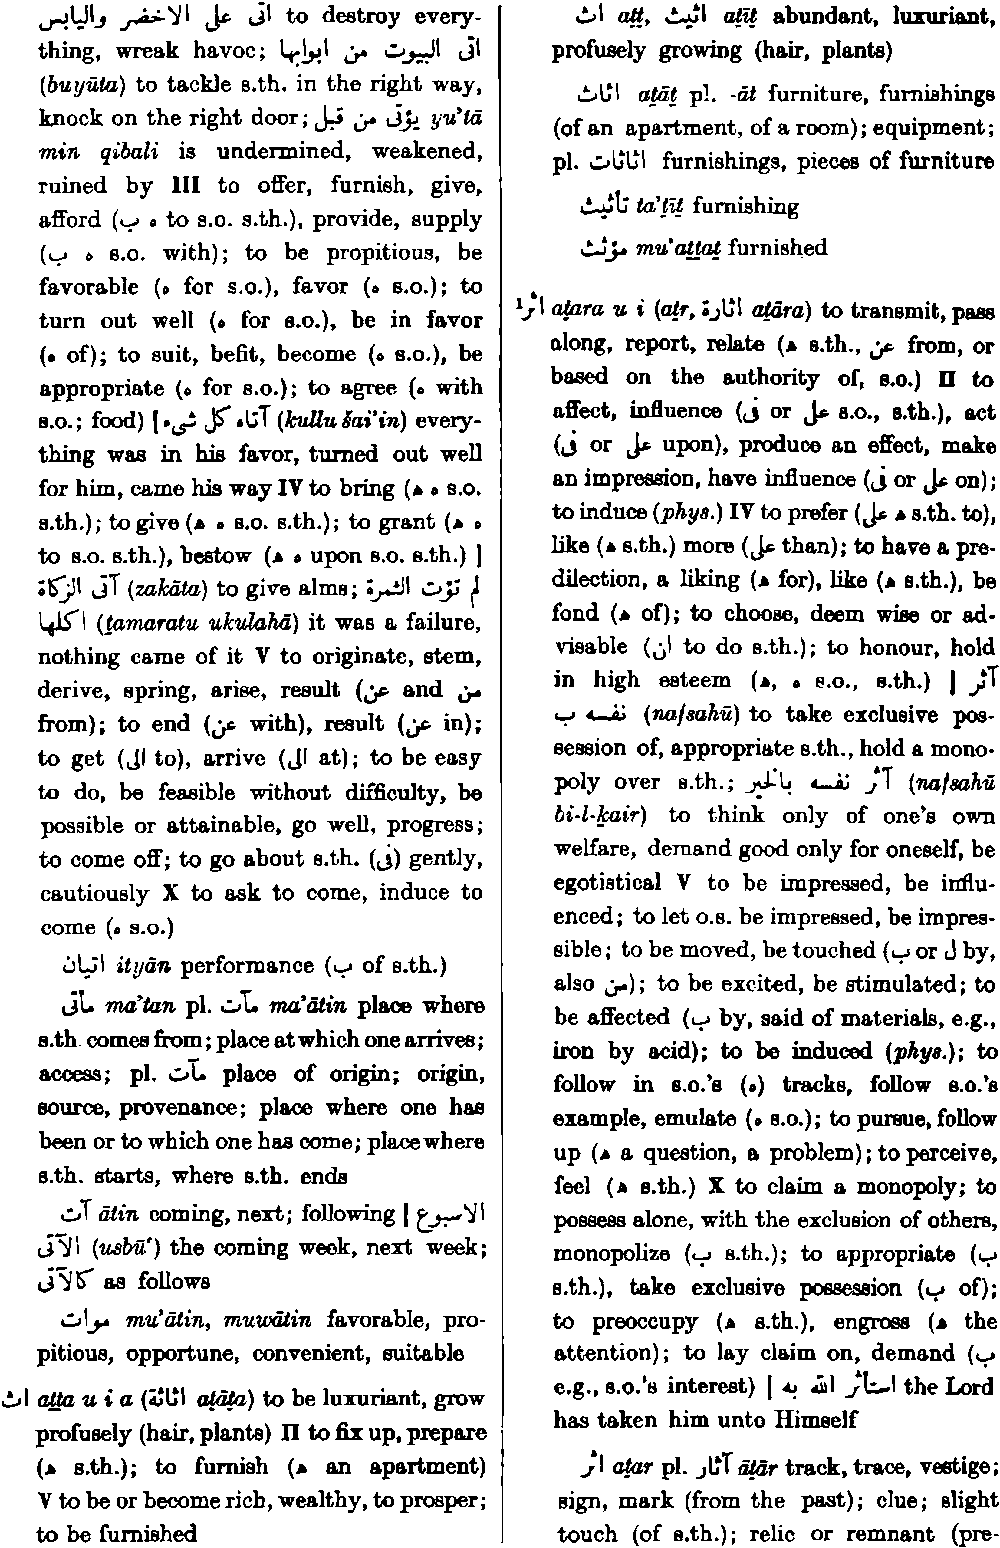 اتى على الاخضر واليابس to destroy every-
thing, wreak havoc; اتى البيوت من ابوابها
(buyūta) to tackle s.th. in the right way,
knock on the right door; يؤتى من قبل yu’tā
min qibali is undermined, weakened,
ruined by III to offer, furnish, give,
afford (ه ب to s.o. s.th.), provide, supply
(ه ب s.o. with); to be propitious, be
favorable (ه for s.o.), favor (ه s.o.); to
turn out well (ه for s.o.), be in favor
(ه of); to suit, befit, become (ه s.o.), be
appropriate (ه for s.o.); to agree (ه with
s.o.; food) | آتاه كل شىء (kullu šai’in) every-
thing was in his favor, turned out well
for him, came his way IV to bring (ه ه s.o.
s.th.); to give (ه ه s.o. s.th.); to grant (ه ه
to s.o. s.th.), bestow (ه ه upon s.o. s.th.) |
آتى الزكاة (zakāta) to give alms; لم تؤت الثمرة
اكلها (ṯamaratu ukulahā) it was a failure,
nothing came of it V to originate, stem,
derive, spring, arise, result (عن and من
from); to end (عن with), result (عن in);
to get (الى to), arrive (الى at); to be easy
to do, be feasible without difficulty, be
possible or attainable, go well, progress;
to come off; to go about s.th. (فى) gently,
cautiously X to ask to come, induce to
come (ه s.o.)
اتيان ityān performance (ب of s.th.)
مأتى ma’tan pl. مآت ma’ātin place where
s.th. comes from; place at which one arrives;
access; pl. مآت place of origin; origin,
source, provenance; place where one has
been or to which one has come; place where
s.th. starts, where s.th. ends
آت ātin coming, next; following | الاسبوع
الآتى (usbū‘) the coming week, next week;
كالآتى as follows
موات mu’ātin, muwātin favorable, pro-
pitious, opportune, convenient, suitable
اث aṯṯa u i a (اثاثة aṯāṯa) to be luxuriant, grow
profusely (hair, plants) II to fix up, prepare
(ه s.th.); to furnish (ه an apartment)
V to be or become rich, wealthy, to prosper;
to be furnished
اث aṯṯ, اثيث aṯīṯ abundant, luxuriant,
profusely growing (hair, plants)
اثاث aṯāṯ pl. -āt furniture, furnishings
(of an apartment, of a room); equipment;
pl. اثاثات furnishings, pieces of furniture
تأثيث ta’ṯīṯ furnishing
مؤثث mu’aṯṯaṯ furnished
اثر¹ aṯara u i (aṯr, اثارة aṯāra) to transmit, pass
along, report, relate (ه s.th., عن from, or
based on the authority of, s.o.) II to
affect, influence (فى or على s.o., s.th.), act
(فى or على upon), produce an effect, make
an impression, have influence (فى or على on);
to induce (phys.) IV to prefer (ه على s.th. to),
like (ه s.th.) more (على than); to have a pre-
dilection, a liking (ه for), like (ه s.th.), be
fond (ه of); to choose, deem wise or ad-
visable (ان to do s.th.); to honour, hold
in high esteem (ه, ه s.o., s.th.) | آثر
نفسه ب (nafsahū) to take exclusive pos-
session of, appropriate s.th., hold a mono-
poly over s.th.; آثر نفسه بالخير (nafsahū
bi-l-ḵair) to think only of one's own
welfare, demand good only for oneself, be
egotistical V to be impressed, be influ-
enced; to let o.s. be impressed, be impres-
sible; to be moved, be touched (ب or ل by,
also من); to be excited, be stimulated; to
be affected (ب by, said of materials, e.g.,
iron by acid); to be induced (phys.); to
follow in s.o.'s (ه) tracks, follow s.o.'s
example, emulate (ه s.o.); to pursue, follow
up (ه a question, a problem); to perceive,
feel (ه s.th.) X to claim a monopoly; to
possess alone, with the exclusion of others,
monopolize (ب s.th.); to appropriate (ب
s.th.), take exclusive possession (ب of);
to preoccupy (ه s.th.), engross (ه the
attention); to lay claim on, demand (ب
e.g., s.o.'s interest) | استأثر الله به the Lord
has taken him unto Himself
اثر aṯar pl. آثار āṯār track, trace, vestige;
sign, mark (from the past); clue; slight
touch (of s.th.); relic or remnant (pre-